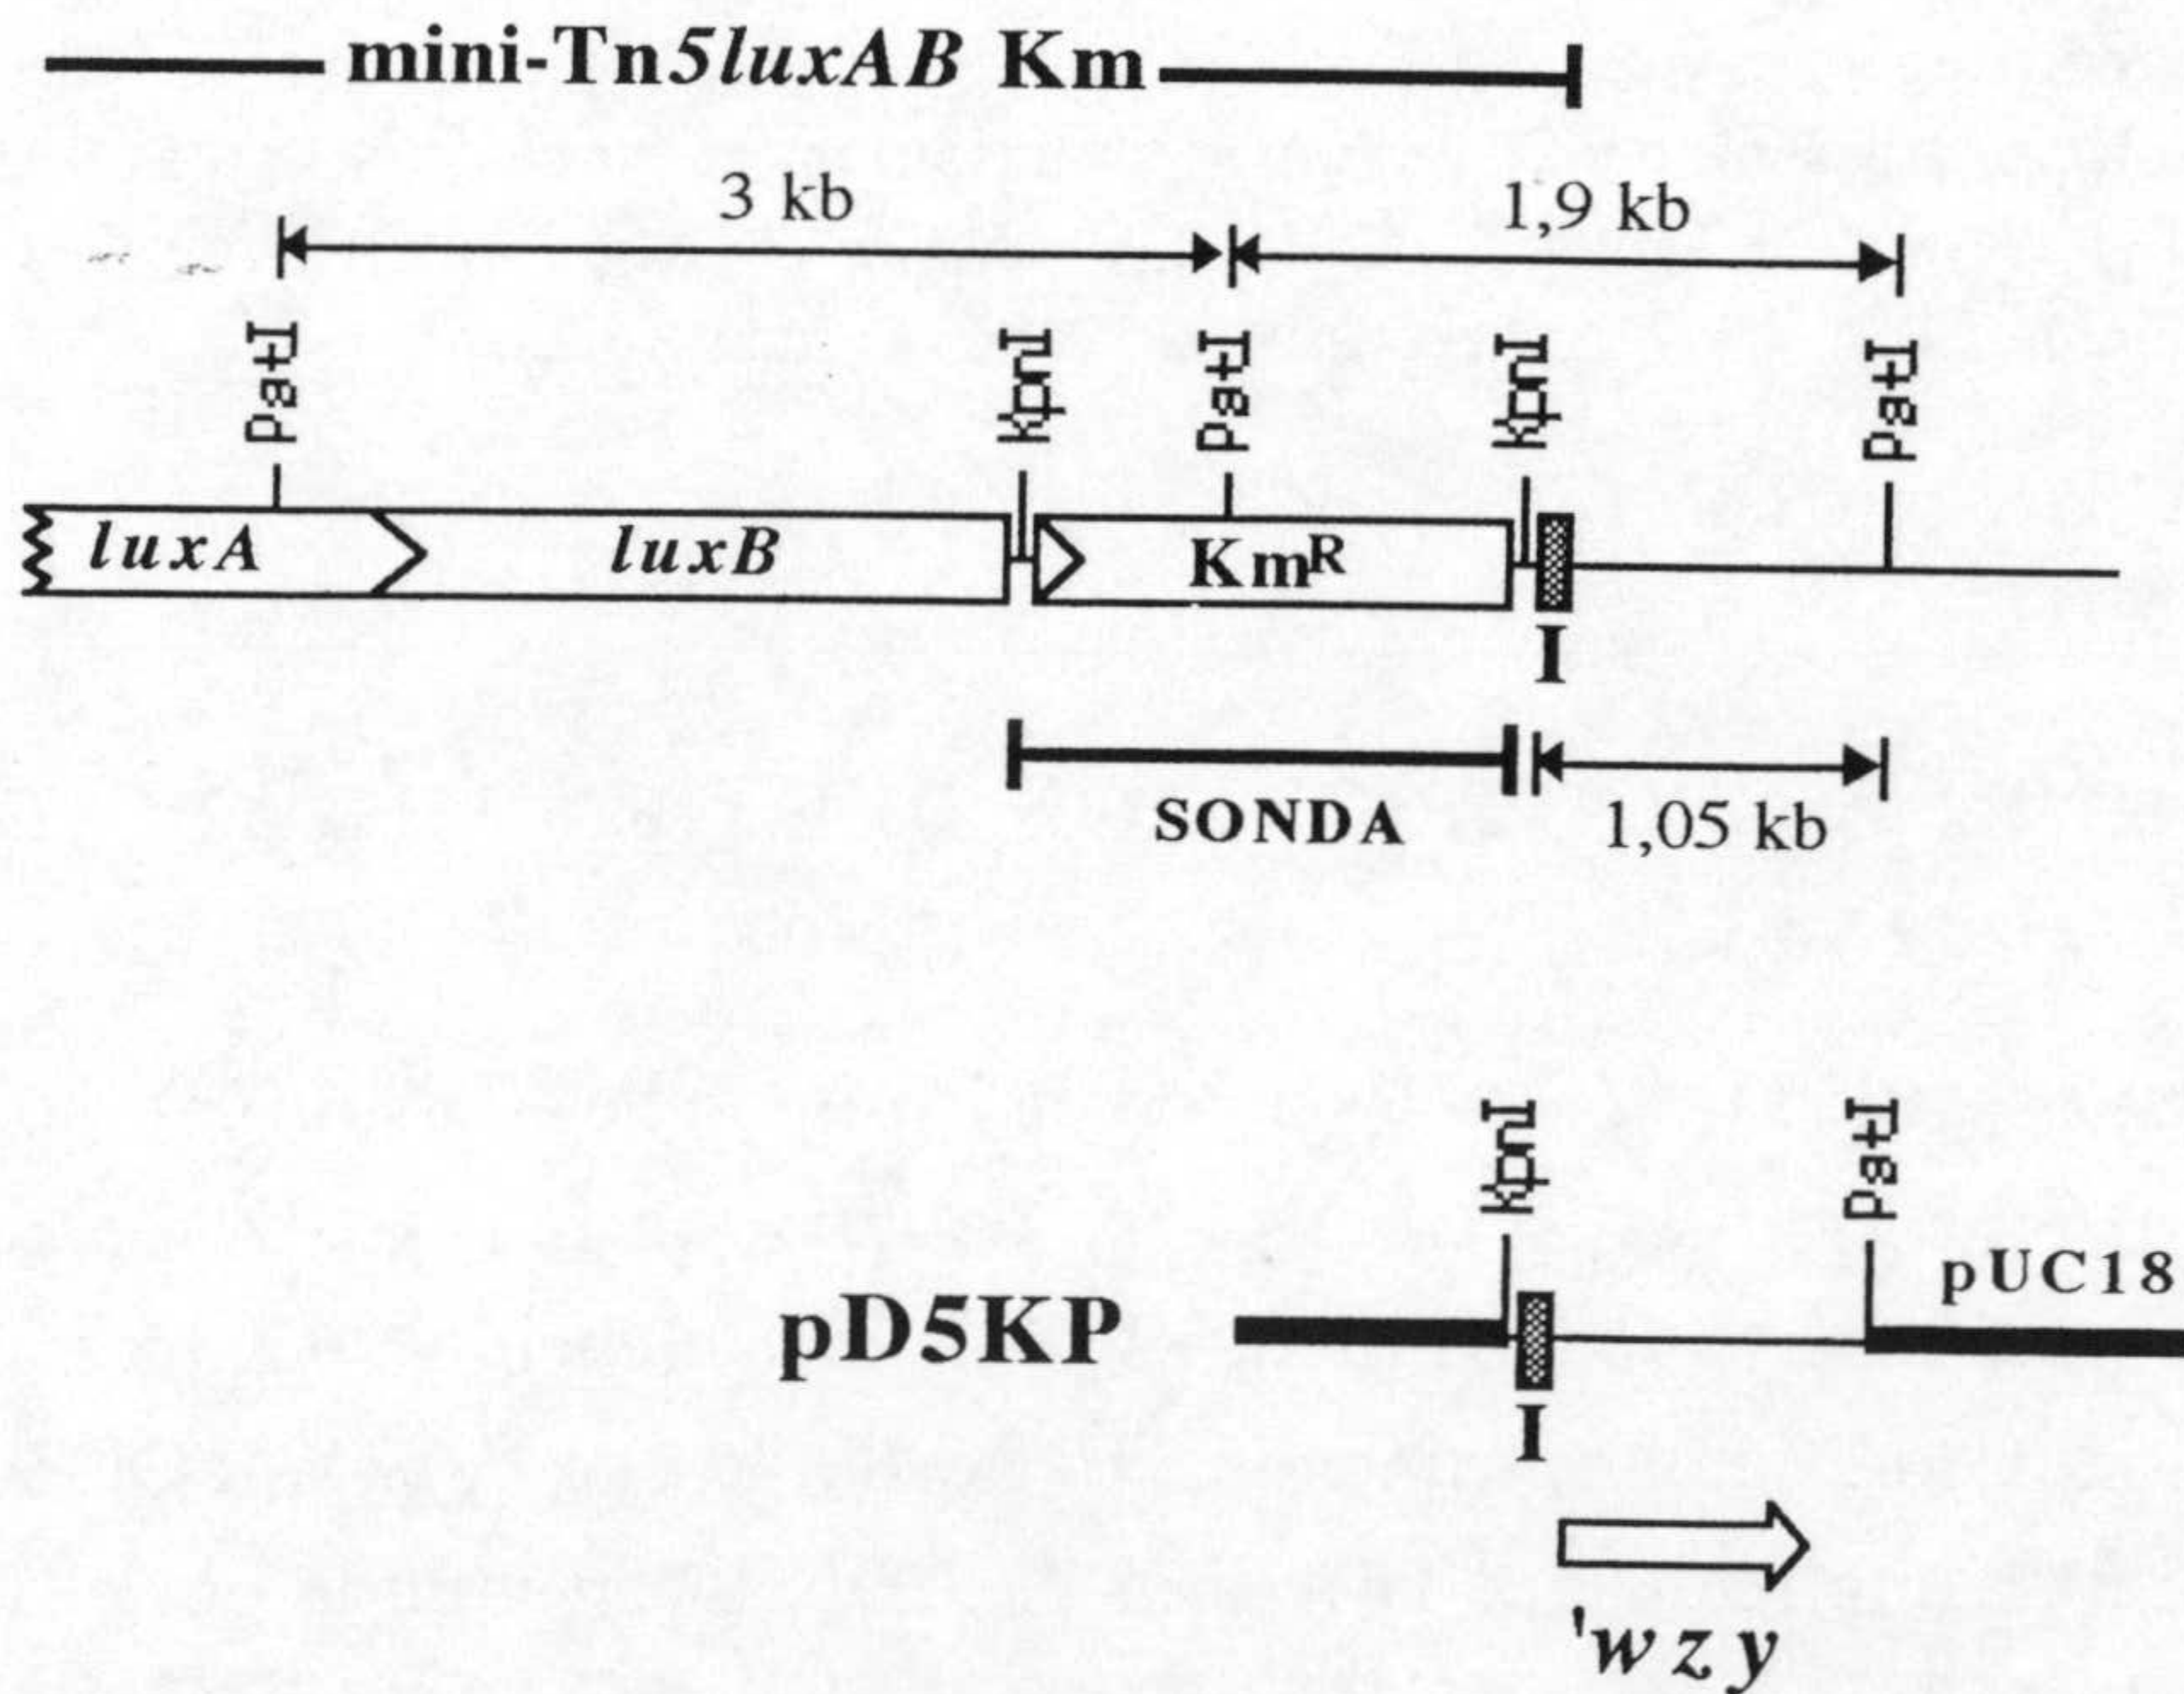 mini-Tn5luxAB Km
3 kb 1,9 kb
PstI KpnI PstI KpnI PstI
luxA luxB KmR
I
SONDA 1,05 kb
KpnI PstI
pD5KP pUC18
I
'wzy